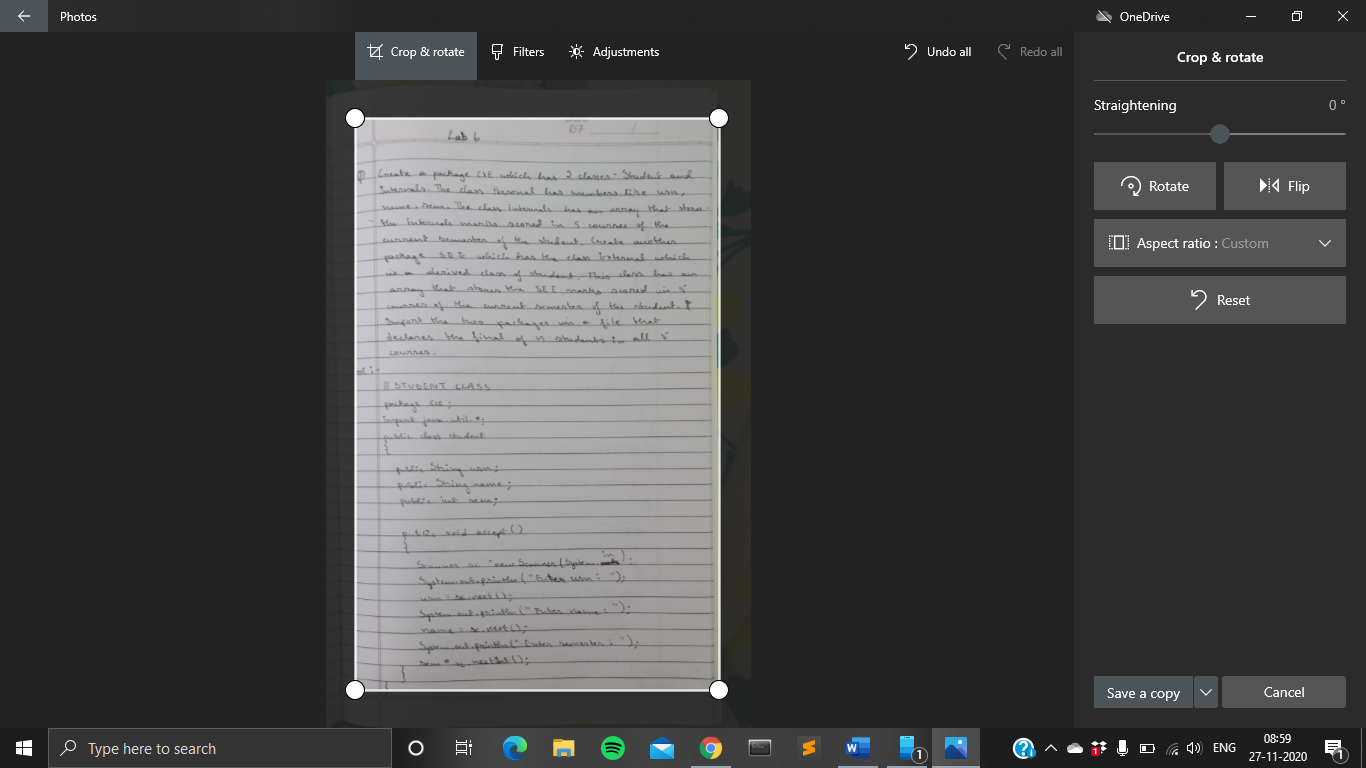 Photos
OneDrive
Crop & rotate
Filters
Adjustments
Undo all
Redo all
Crop & rotate
Straightening
0 °
Rotate
Flip
Aspect ratio : Custom
Reset
Save a copy
Cancel
Lab 6
Create a package CIE which has 2 classes - Student and
Internals. The class Personal has members like usn,
name, sem. The class internals has an array that stores
the internals marks scored in 5 courses of the
current semester of the student. Create another
package SEE which has the class External which
is a derived class of student. This class has an
array that stores the SEE marks scored in 5
courses of the current semester of the student.
Import the two packages in a file that
declares the final of n students in all 5
courses.
// STUDENT CLASS
package CIE;
import java.util.*;
public class student
{
public String usn;
public String name;
public int sem;
public void accept()
{
Scanner sc = new Scanner (System.in);
System.out.println("Enter usn: ");
usn = sc.next();
System.out.println("Enter name: ");
name = sc.next();
System.out.println("Enter semester: ");
sem = sc.nextInt();
}
Type here to search
ENG
08:59
27-11-2020
1
1